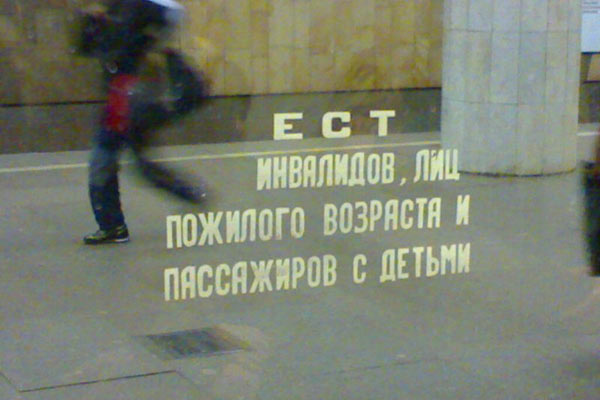 ЕСТ
ИНВАЛИДОВ, ЛИЦ
ПОЖИЛОГО ВОЗРАСТА И
ПАССАЖИРОВ С ДЕТЬМИ